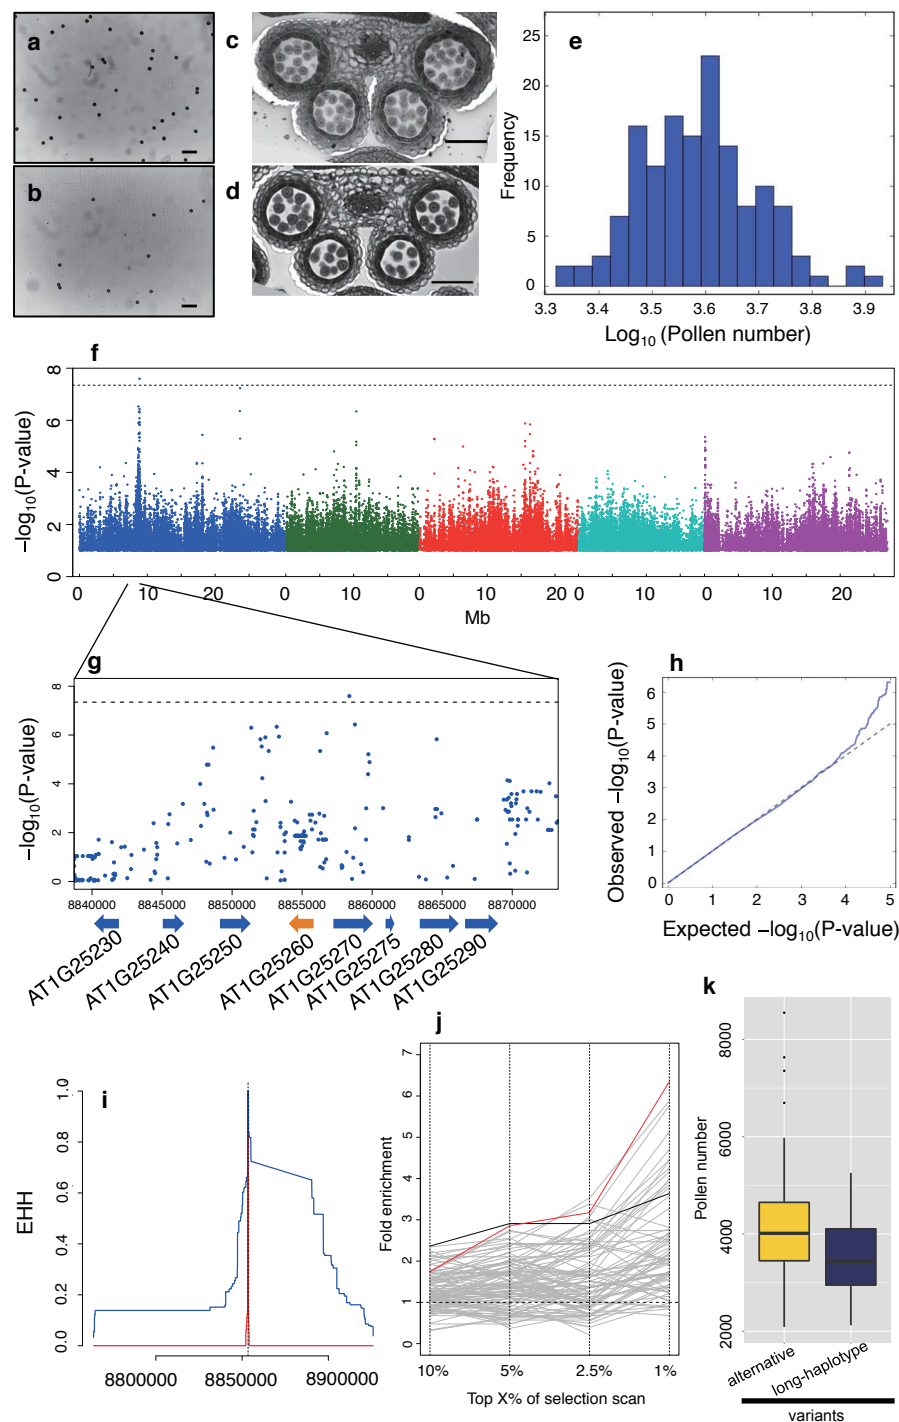 a
b
c
d
e
Frequency
25
20
15
10
5
0
3.3 3.4 3.5 3.6 3.7 3.8 3.9
Log10 (Pollen number)
f
−log10(P-value)
8
6
4
2
0
0 10 20 0 10 0 10 20 0 0 10 0 10 20
Mb
g
−log10(P-value)
8
6
4
2
0
8840000 8845000 8850000 8855000 8860000 8865000 8870000
AT1G25230
AT1G25240
AT1G25250
AT1G25260
AT1G25270
AT1G25275
AT1G25280
AT1G25290
h
Observed −log10(P-value)
6
5
4
3
2
1
0
0 1 2 3 4 5
Expected −log10(P-value)
i
EHH
1.0
0.8
0.6
0.4
0.2
0.0
8800000 8850000 8900000
j
Fold enrichment
7
6
5
4
3
2
1
0
10% 5% 2.5% 1%
Top X% of selection scan
k
Pollen number
8000
6000
4000
2000
alternative
long-haplotype
variants